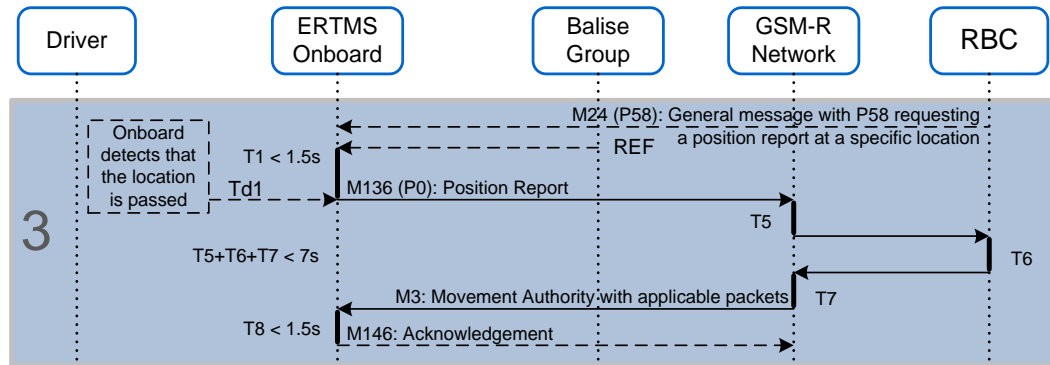 Driver
ERTMS
Onboard
Balise
Group
GSM-R
Network
RBC
M24 (P58): General message with P58 requesting
a position report at a specific location
Onboard
detects that
the location
is passed
T1 < 1.5s
REF
Td1
M136 (P0): Position Report
3
T5
T5+T6+T7 < 7s
T6
M3: Movement Authority with applicable packets
T7
T8 < 1.5s
M146: Acknowledgement